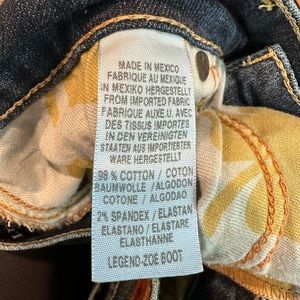 MADE IN MEXICO
FABRIQUE AU MEXIQUE
IN MEXIKO HERGESTELLT
FROM IMPORTED FABRIC
FABRIQUE AUX E.U. AVEC
DES TISSUS IMPORTES
IN DEN VEREINIGTEN
STAATEN AUS IMPORTIERTEN
WARE HERGESTELLT
98 % COTTON / COTON
BAUMWOLLE / ALGODON
COTONE / ALGODAO
2% SPANDEX / ELASTAN
ELASTANO / ELASTARE
ELASTHANNE
LEGEND-ZOE BOOT